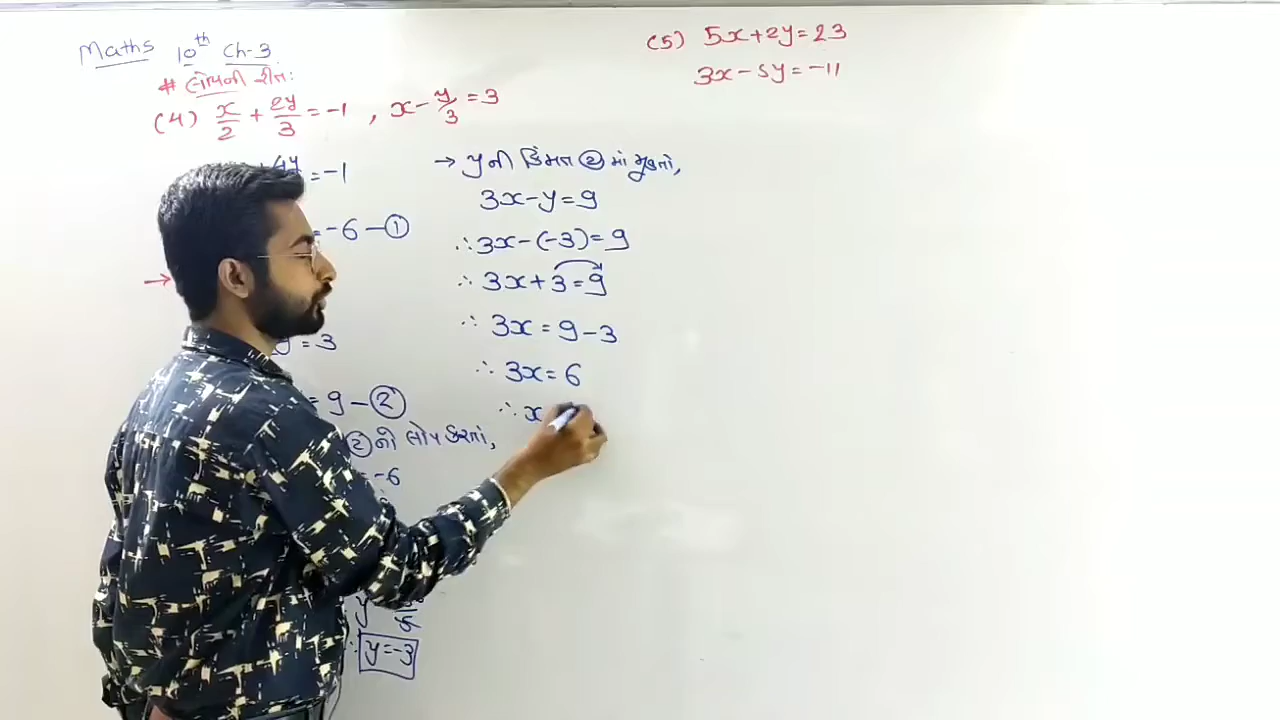 Maths 10th Ch-3
# લોપની રીત:
(4) x/2 + 2y/3 = -1 , x - y/3 = 3
= -1
= -6 - ①
→
y = 3
= 9 - ②
② નો લોપ કરતાં,
= -6
y
∴ y = -3
→ y ની કિંમત ② માં મુકતાં,
3x - y = 9
∴ 3x - (-3) = 9
∴ 3x + 3 = 9
∴ 3x = 9 - 3
∴ 3x = 6
∴ x
(5) 5x + 2y = 23
3x - 5y = -11